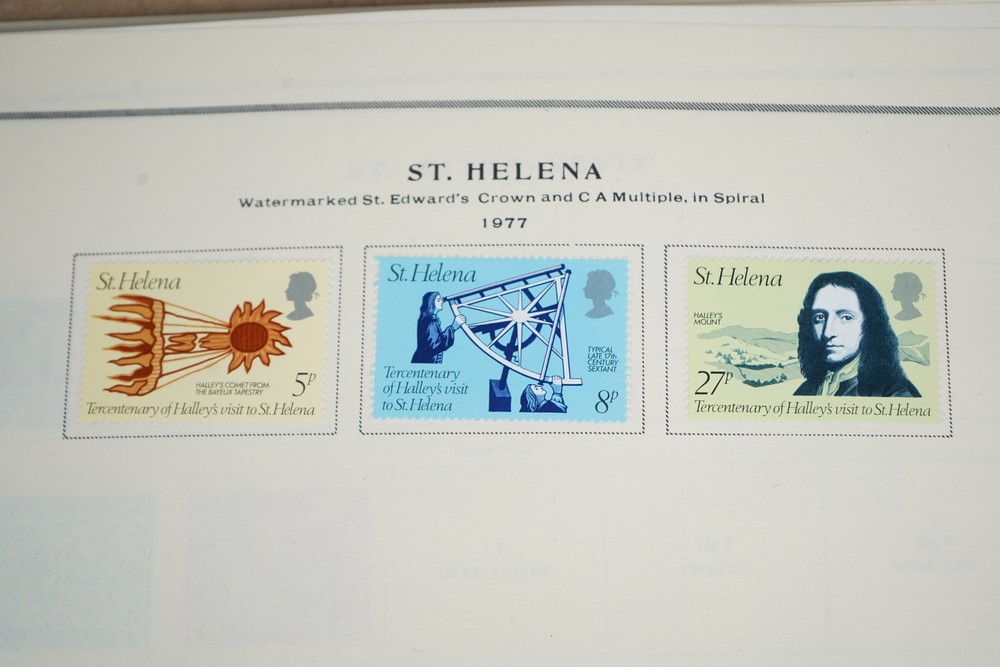 ST. HELENA
Watermarked St. Edward's Crown and C A Multiple, in Spiral
1977
St. Helena
HALLEY'S COMET FROM
THE BAYEUX TAPESTRY
5P
Tercentenary of Halley's visit to St. Helena
St. Helena
TYPICAL
LATE 17th
CENTURY
SEXTANT
Tercentenary
of Halley's visit
to St. Helena
8P
St. Helena
HALLEY'S
MOUNT
27P
Tercentenary of Halley's visit to St. Helena